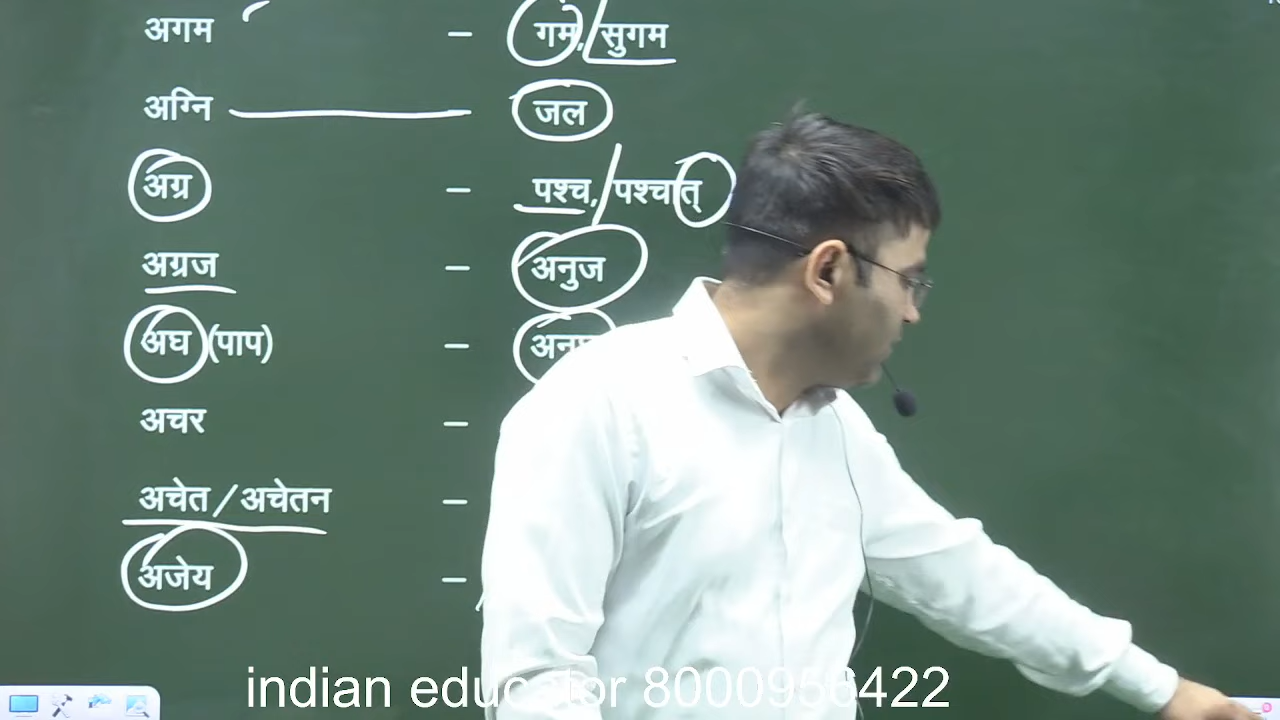 अगम – गम, / सुगम
अग्नि जल
अग्र – पश्च, / पश्चात्
अग्रज – अनुज
अघ (पाप) –
अचर –
अचेत / अचेतन –
अजेय –
indian educator 8000956422